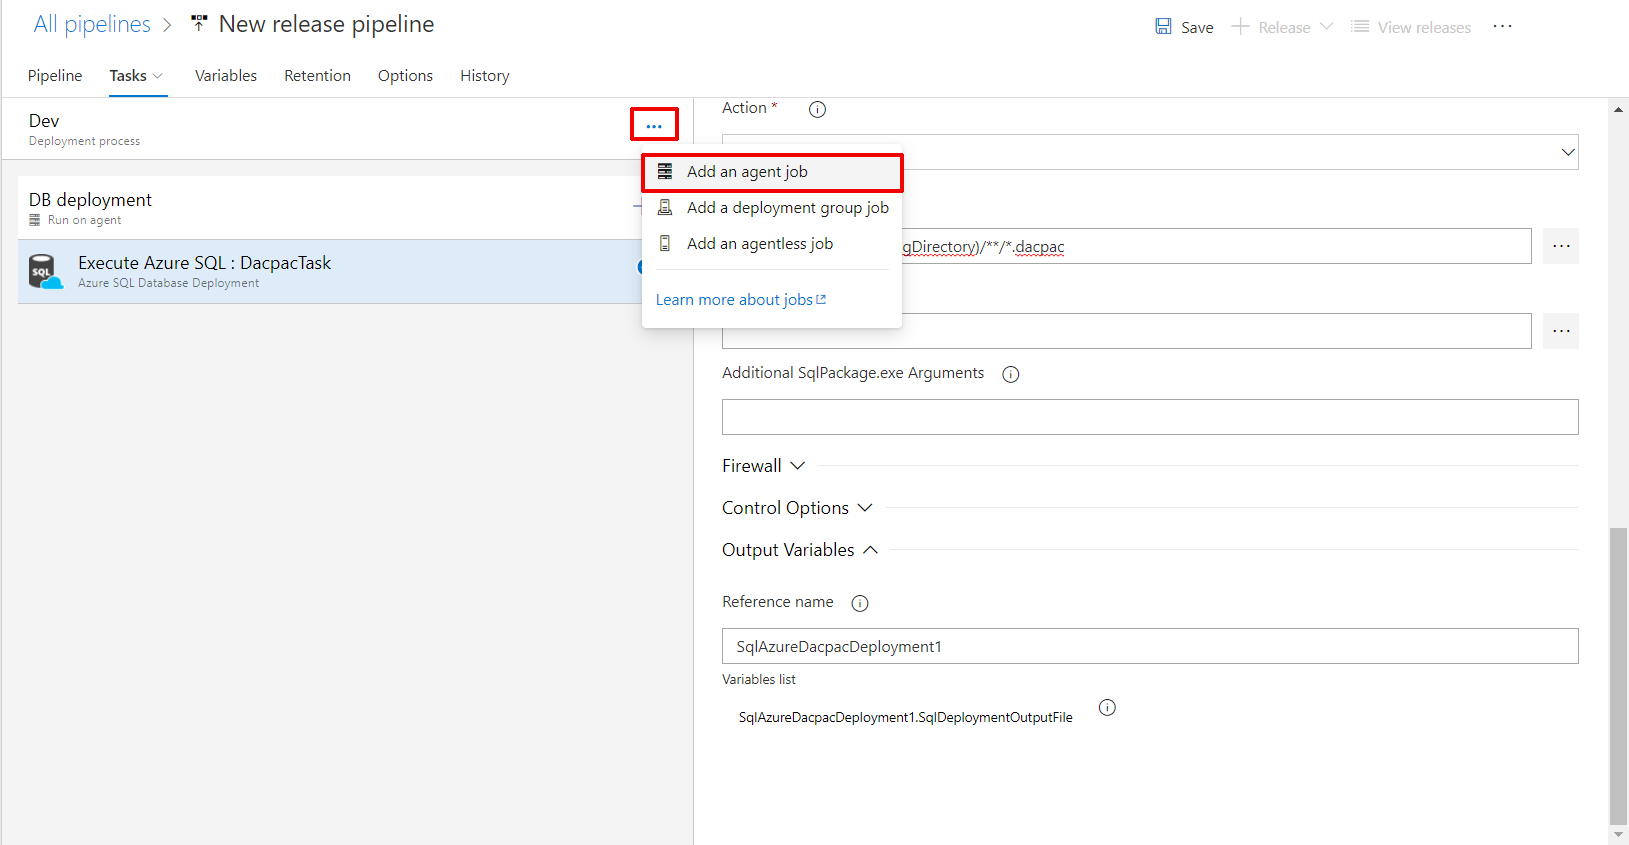 All pipelines > New release pipeline
Save Release View releases ...
Pipeline Tasks Variables Retention Options History
Dev
Deployment process
...
Add an agent job
Add a deployment group job
Add an agentless job
Learn more about jobs
DB deployment
Run on agent
SQL
Execute Azure SQL : DacpacTask
Azure SQL Database Deployment
Action *
gDirectory)/**/*.dacpac
...
...
Additional SqlPackage.exe Arguments
Firewall
Control Options
Output Variables
Reference name
SqlAzureDacpacDeployment1
Variables list
SqlAzureDacpacDeployment1.SqlDeploymentOutputFile